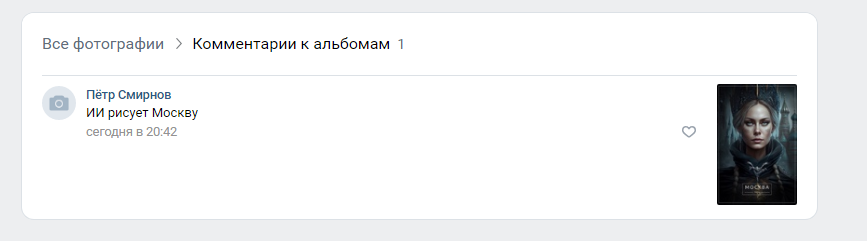 Все фотографии > Комментарии к альбомам 1
Пётр Смирнов
ИИ рисует Москву
сегодня в 20:42
МОСКВА